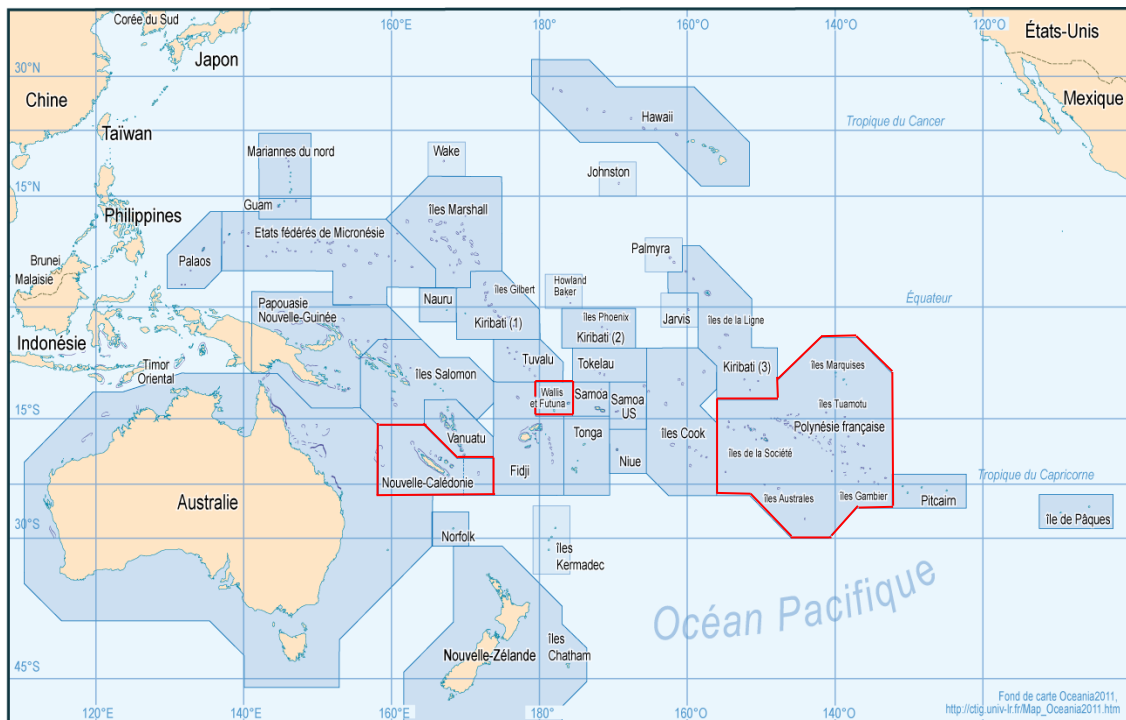 Corée du Sud
160°E
180°
160°O
140°O
120°O
États-Unis
Japon
30°N
Chine
Mexique
Hawaii
Tropique du Cancer
Taïwan
Mariannes du nord
Wake
Johnston
15°N
Guam
îles Marshall
Philippines
Etats fédérés de Micronésie
Palmyra
Brunei
Palaos
Malaisie
îles Gilbert
Howland
Baker
Équateur
Papouasie
Nouvelle-Guinée
Nauru
Kiribati (1)
îles Phoenix
Kiribati (2)
Jarvis
îles de la Ligne
Indonésie
Timor
Oriental
Tuvalu
Tokelau
Kiribati (3)
îles Marquises
îles Salomon
Wallis
et Futuna
Samoa
Samoa
US
îles Tuamotu
15°S
Polynésie française
Vanuatu
Tonga
îles Cook
îles de la Société
Fidji
Niue
Tropique du Capricorne
Nouvelle-Calédonie
îles Australes
îles Gambier
Pitcairn
Australie
île de Pâques
30°S
Norfolk
îles
Kermadec
Océan Pacifique
îles
Chatham
Nouvelle-Zélande
45°S
Fond de carte Oceania2011,
http://ctig.univ-lr.fr/Map_Oceania2011.htm
120°E
140°E
160°E
180°
160°O
140°O